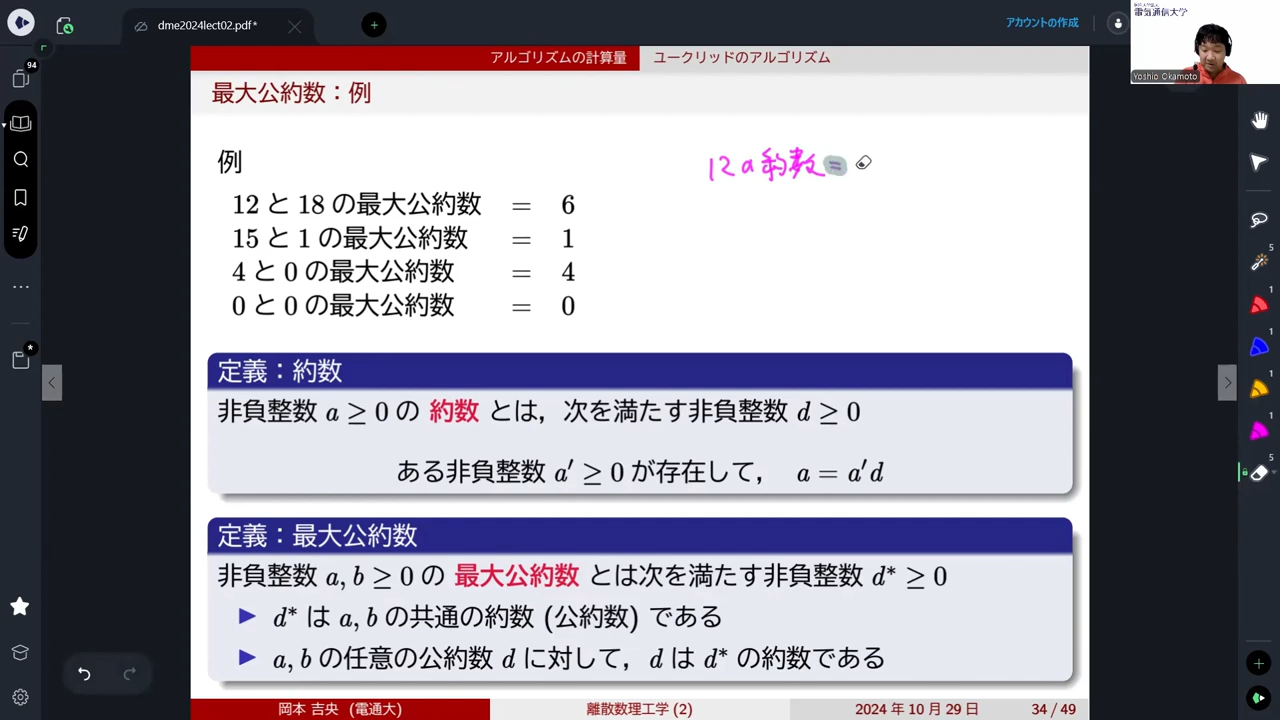 dme2024lect02.pdf*
アカウントの作成
電気通信大学
Yoshio Okamoto
94
アルゴリズムの計算量 ユークリッドのアルゴリズム
最大公約数：例
12の約数=
例
12 と 18 の最大公約数 = 6
15 と 1 の最大公約数 = 1
4 と 0 の最大公約数 = 4
0 と 0 の最大公約数 = 0
定義：約数
非負整数 a ≥ 0 の 約数 とは，次を満たす非負整数 d ≥ 0
ある非負整数 a′ ≥ 0 が存在して， a = a′d
定義：最大公約数
非負整数 a, b ≥ 0 の 最大公約数 とは次を満たす非負整数 d* ≥ 0
▶ d* は a, b の共通の約数 (公約数) である
▶ a, b の任意の公約数 d に対して，d は d* の約数である
岡本 吉央 (電通大) 離散数理工学 (2) 2024 年 10 月 29 日 34 / 49
5
1
1
1
1
5